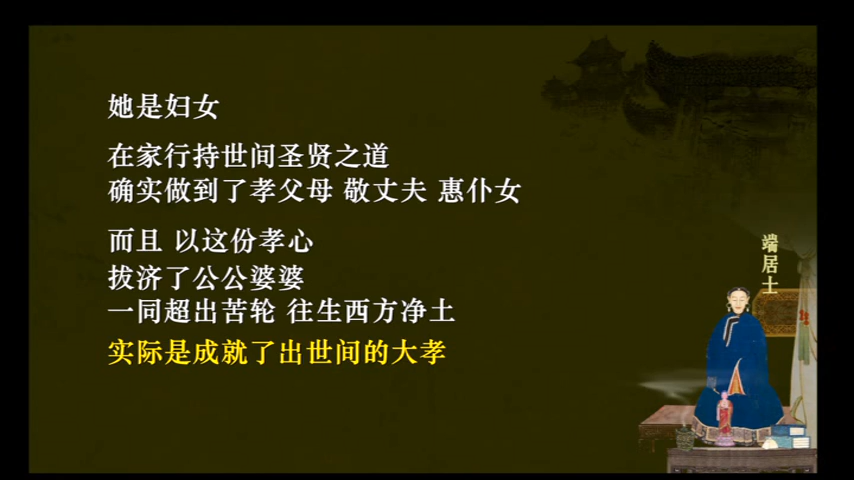 她是妇女
在家行持世间圣贤之道
确实做到了孝父母 敬丈夫 惠仆女
而且 以这份孝心
拔济了公公婆婆
一同超出苦轮 往生西方净土
实际是成就了出世间的大孝
端居士